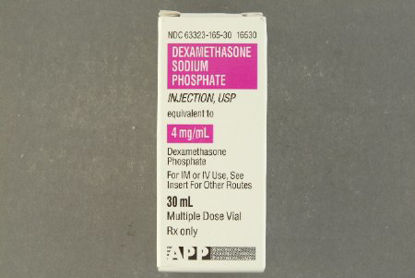 NDC 63323-165-30 16530
DEXAMETHASONE
SODIUM
PHOSPHATE
INJECTION, USP
equivalent to
4 mg/mL
Dexamethasone
Phosphate
For IM or IV Use, See
Insert For Other Routes
30 mL
Multiple Dose Vial
Rx only
APP